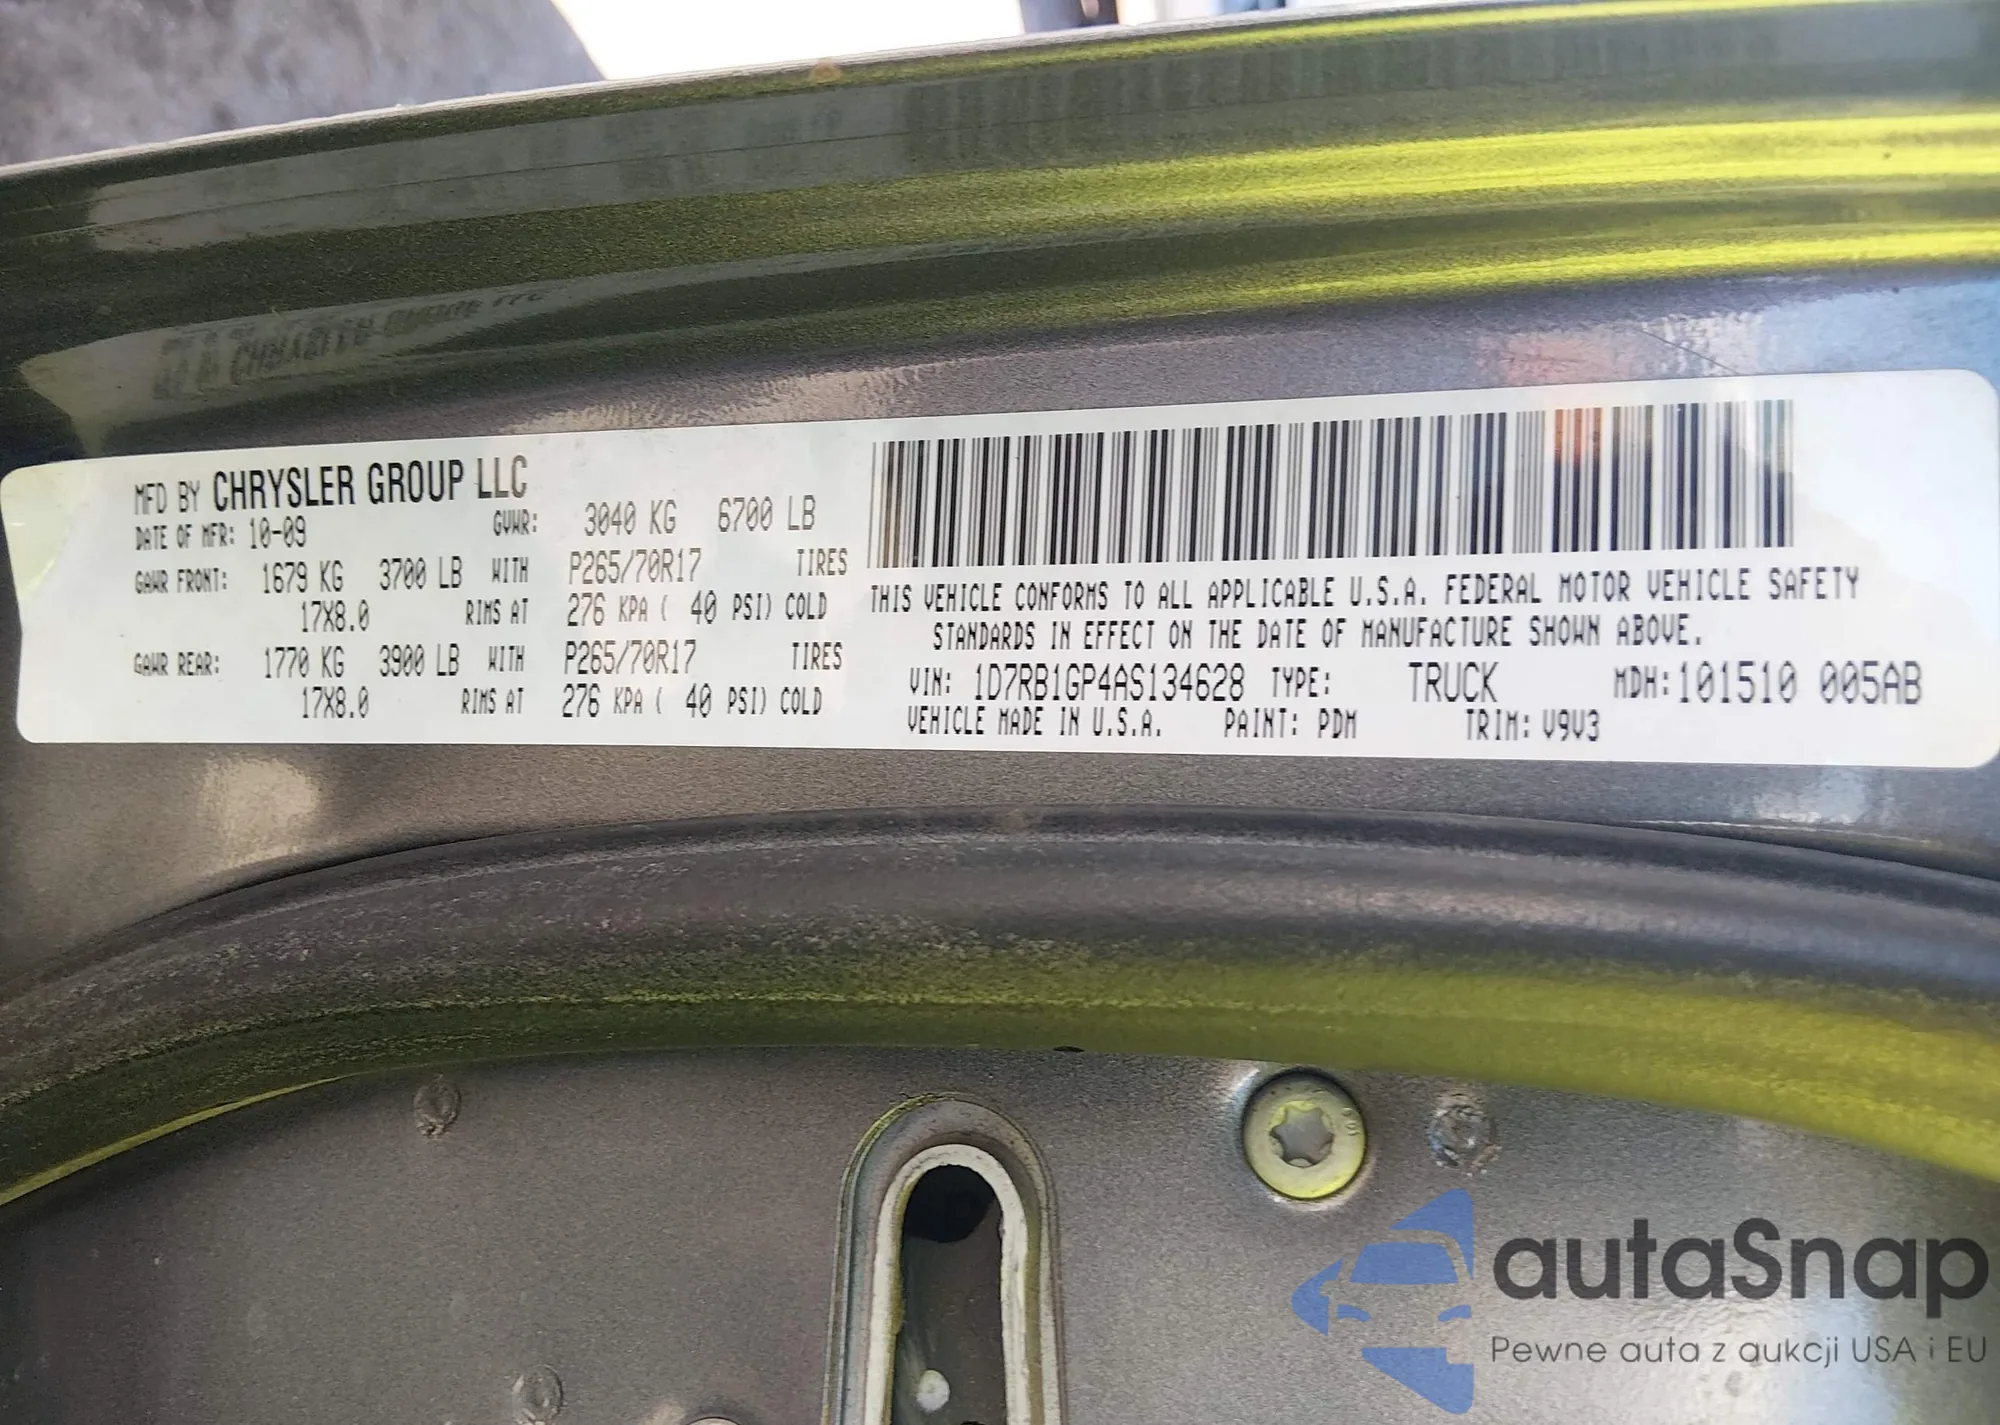 MFD BY CHRYSLER GROUP LLC
DATE OF MFR: 10-09 GVWR: 3040 KG 6700 LB
GAWR FRONT: 1679 KG 3700 LB WITH P265/70R17 TIRES
17X8.0 RIMS AT 276 KPA ( 40 PSI) COLD
GAWR REAR: 1770 KG 3900 LB WITH P265/70R17 TIRES
17X8.0 RIMS AT 276 KPA ( 40 PSI) COLD
THIS VEHICLE CONFORMS TO ALL APPLICABLE U.S.A. FEDERAL MOTOR VEHICLE SAFETY
STANDARDS IN EFFECT ON THE DATE OF MANUFACTURE SHOWN ABOVE.
VIN: 1D7RB1GP4AS134628 TYPE: TRUCK MDH: 101510 005AB
VEHICLE MADE IN U.S.A. PAINT: PDM TRIM: V9V3
autaSnap
Pewne auta z aukcji USA i EU